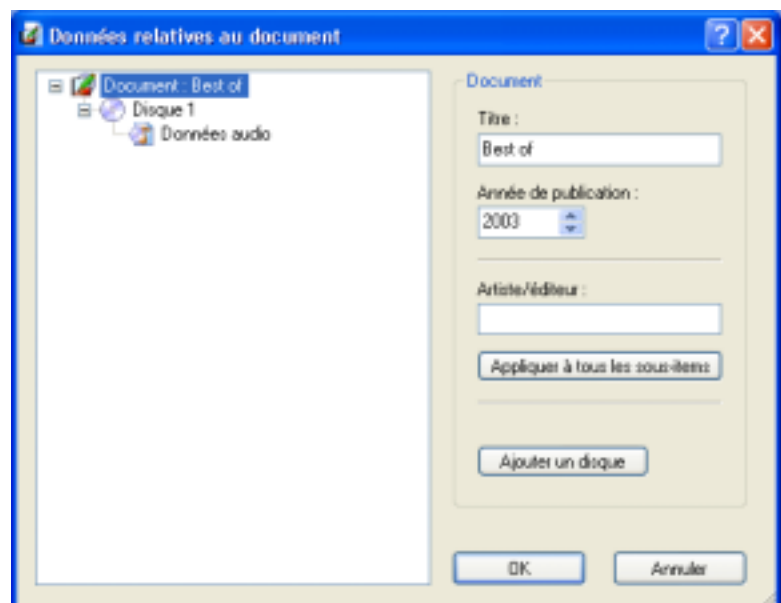 Données relatives au document
Document : Best of
Disque 1
Données audio
Document
Titre :
Best of
Année de publication :
2003
Artiste/éditeur :
Appliquer à tous les sous-items
Ajouter un disque
OK
Annuler